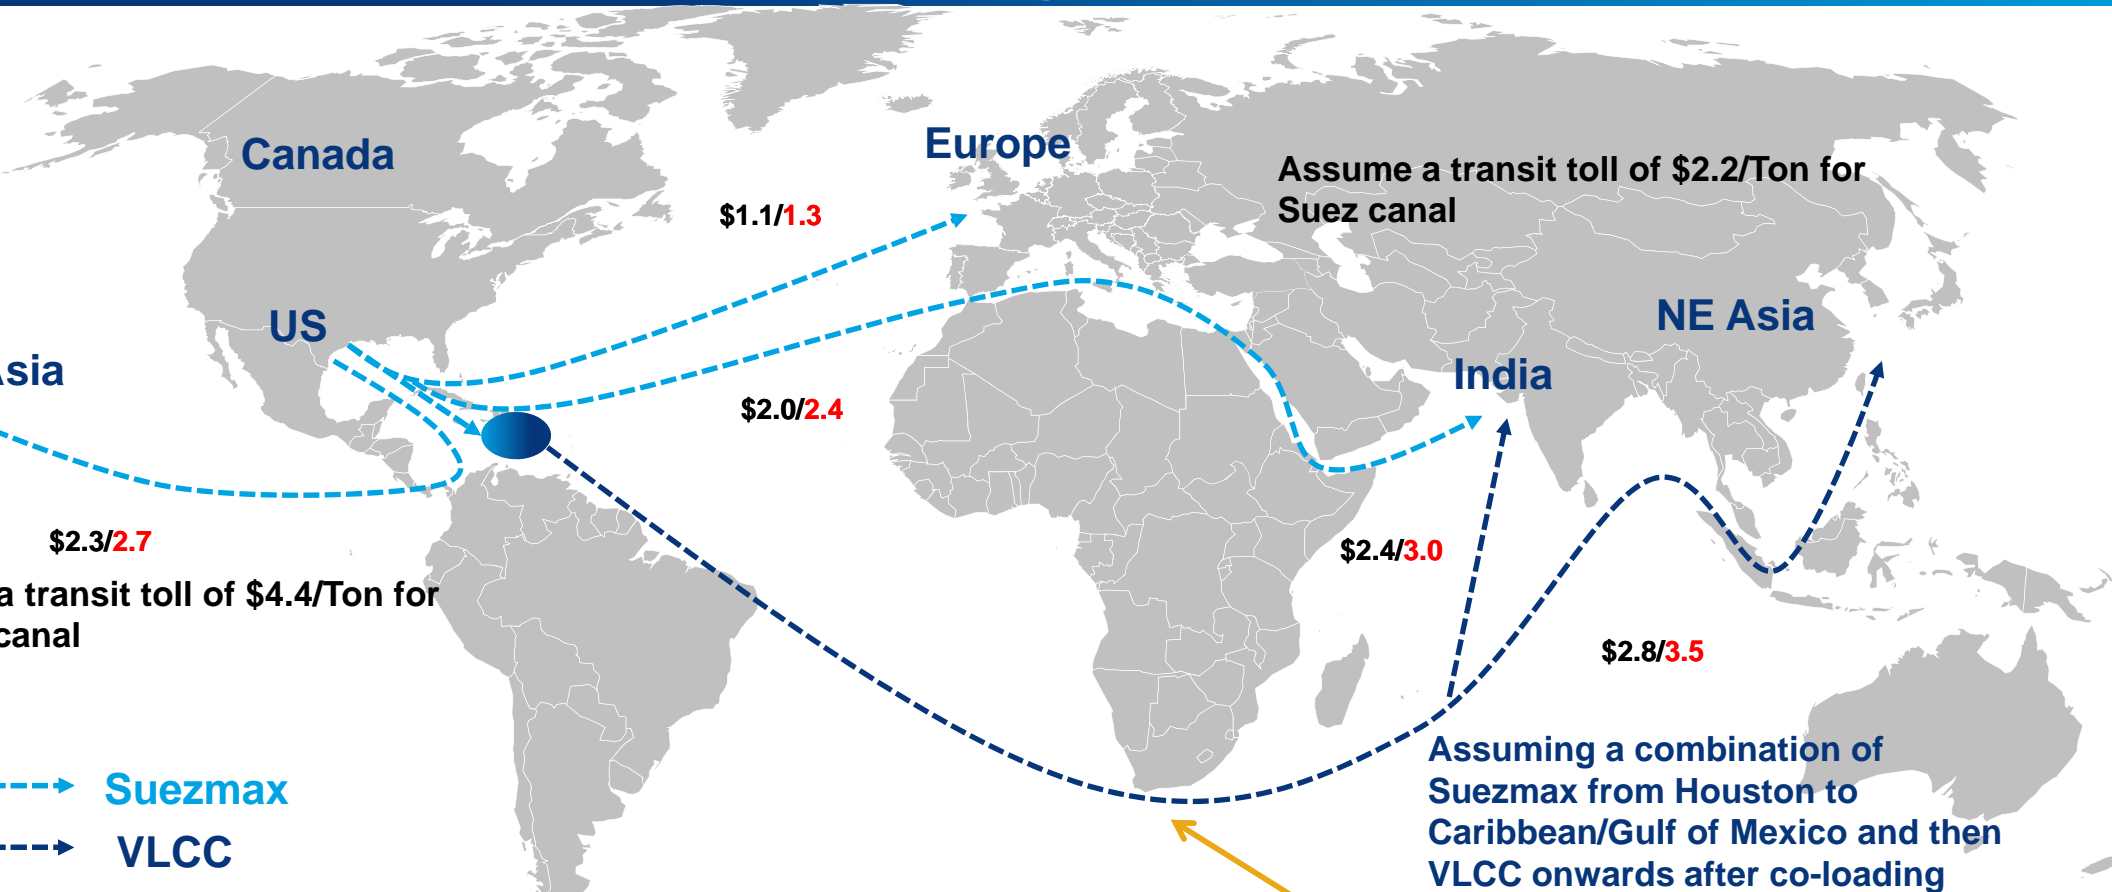 Canada
Europe
Assume a transit toll of $2.2/Ton for
Suez canal
$1.1/1.3
US
NE Asia
India
sia
$2.0/2.4
$2.3/2.7
$2.4/3.0
a transit toll of $4.4/Ton for
canal
$2.8/3.5
Assuming a combination of
Suezmax from Houston to
Caribbean/Gulf of Mexico and then
VLCC onwards after co-loading
Suezmax
VLCC